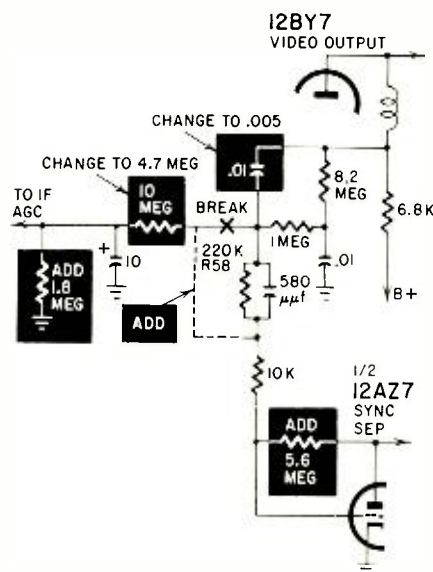 12BY7
VIDEO OUTPUT
CHANGE TO .005
.01
CHANGE TO 4.7 MEG
10
MEG
TO IF
AGC
BREAK
8.2
MEG
6.8K
1MEG
+
10
220K
R58
.01
580
μμf
ADD
1.8
MEG
ADD
B+
10K
1/2
12AZ7
SYNC
SEP
ADD
5.6
MEG